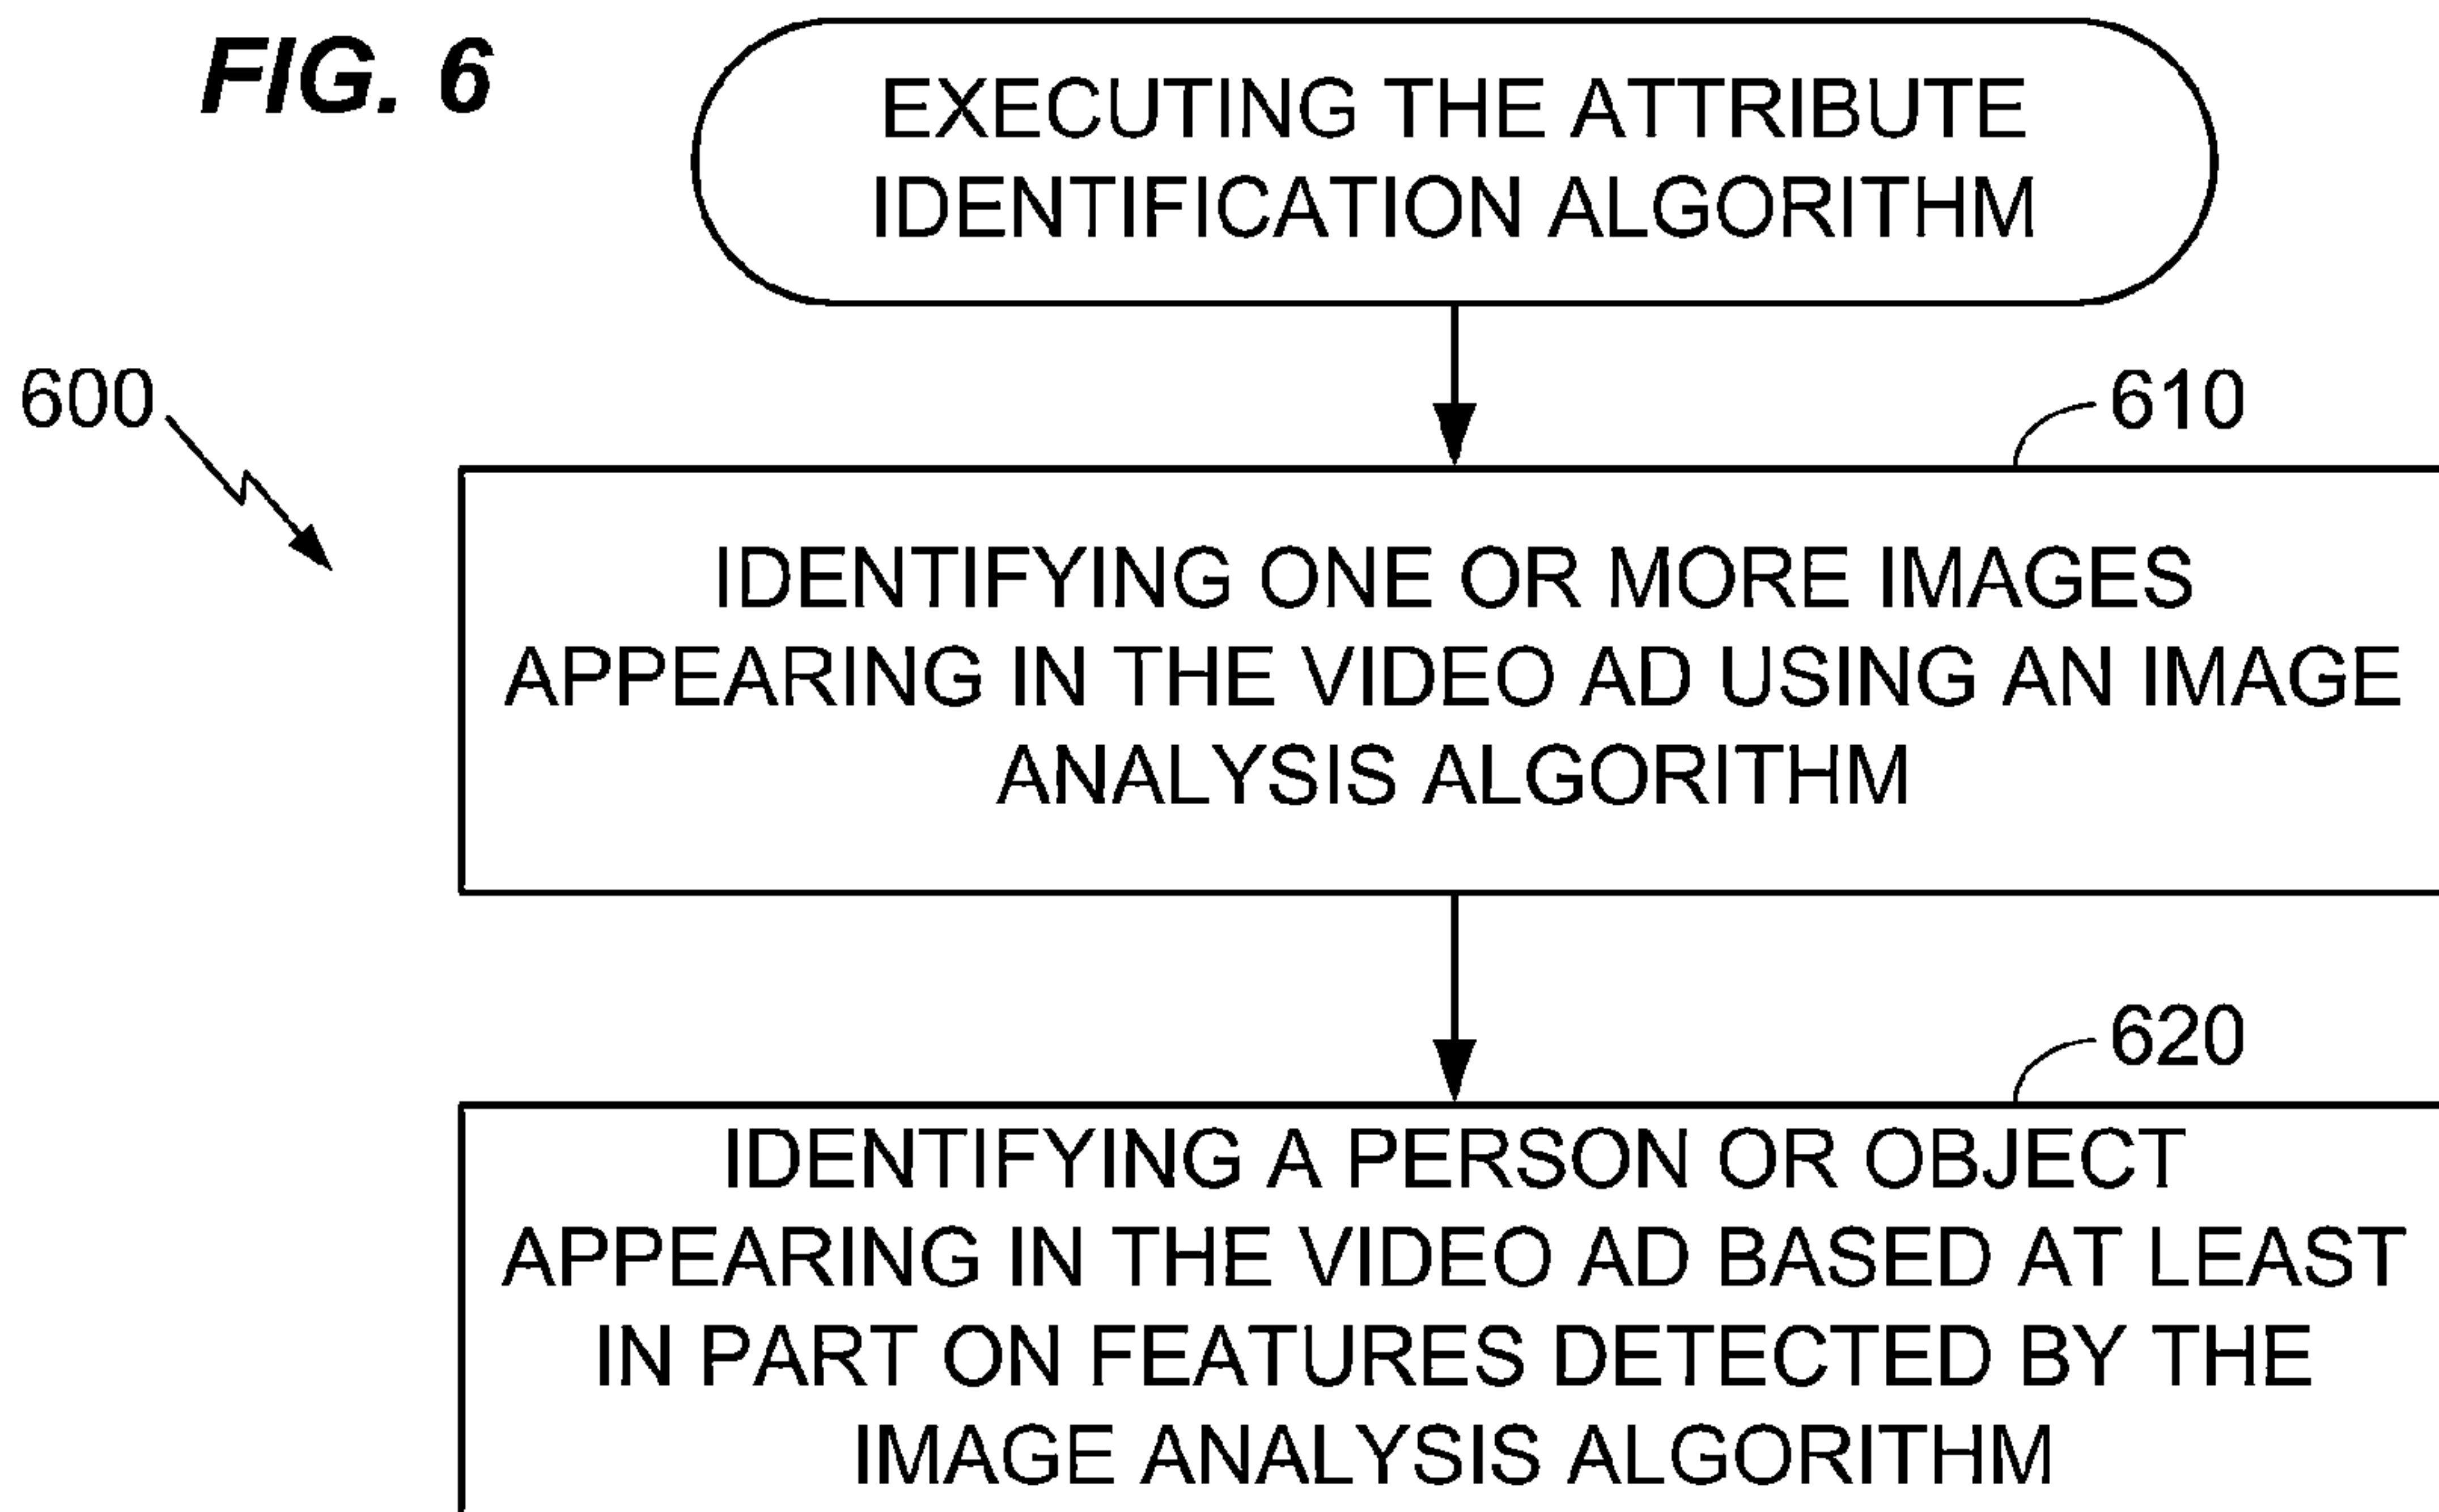 FIG. 6
EXECUTING THE ATTRIBUTE
IDENTIFICATION ALGORITHM
600
610
IDENTIFYING ONE OR MORE IMAGES
APPEARING IN THE VIDEO AD USING AN IMAGE
ANALYSIS ALGORITHM
620
IDENTIFYING A PERSON OR OBJECT
APPEARING IN THE VIDEO AD BASED AT LEAST
IN PART ON FEATURES DETECTED BY THE
IMAGE ANALYSIS ALGORITHM